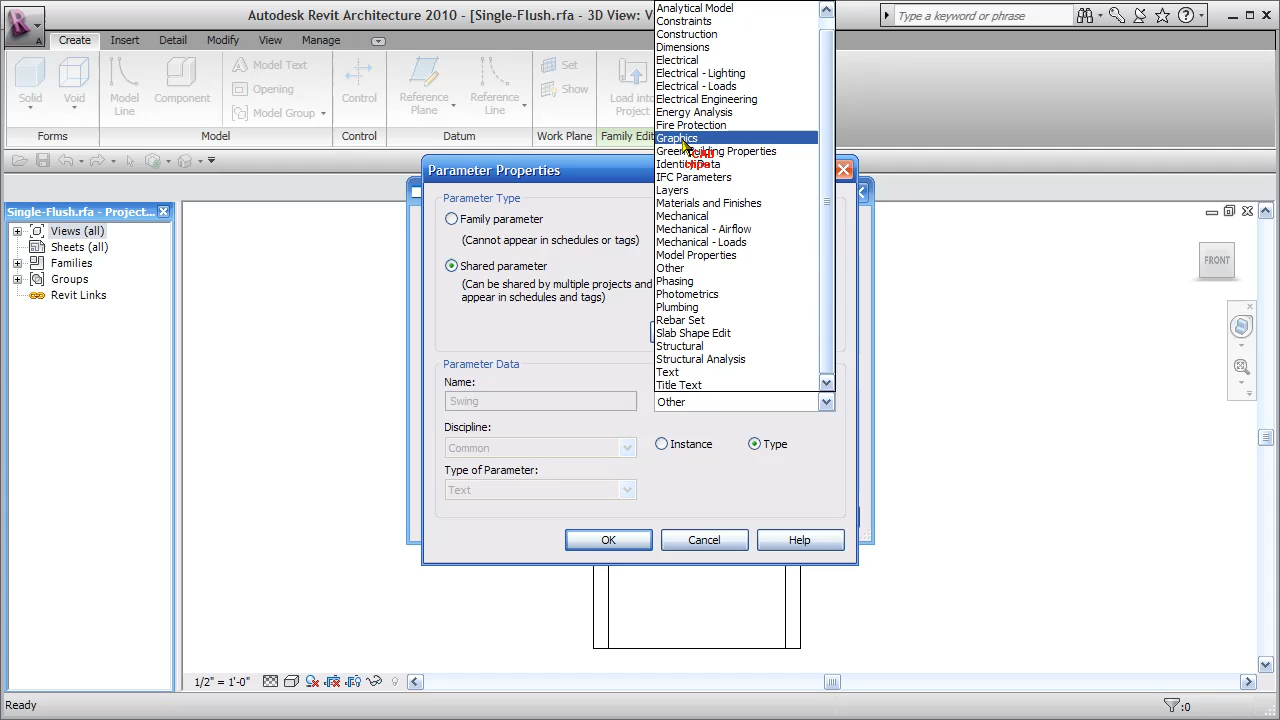 Autodesk Revit Architecture 2010 - [Single-Flush.rfa - 3D View: V
Type a keyword or phrase
Create
Insert
Detail
Modify
View
Manage
Solid
Void
Model Line
Component
Model Text
Opening
Model Group
Control
Reference Plane
Reference Line
Set
Show
Load into Project
Forms
Model
Control
Datum
Work Plane
Family Edit
Single-Flush.rfa - Project...
Views (all)
Sheets (all)
Families
Groups
Revit Links
Parameter Properties
Parameter Type
Family parameter
(Cannot appear in schedules or tags)
Shared parameter
(Can be shared by multiple projects and
appear in schedules and tags)
Parameter Data
Name:
Swing
Discipline:
Common
Type of Parameter:
Text
Analytical Model
Constraints
Construction
Dimensions
Electrical
Electrical - Lighting
Electrical - Loads
Electrical Engineering
Energy Analysis
Fire Protection
Graphics
Green Building Properties
Identity Data
IFC Parameters
Layers
Materials and Finishes
Mechanical
Mechanical - Airflow
Mechanical - Loads
Model Properties
Other
Phasing
Photometrics
Plumbing
Rebar Set
Slab Shape Edit
Structural
Structural Analysis
Text
Title Text
Other
Instance
Type
OK
Cancel
Help
FRONT
1/2" = 1'-0"
Ready
:0